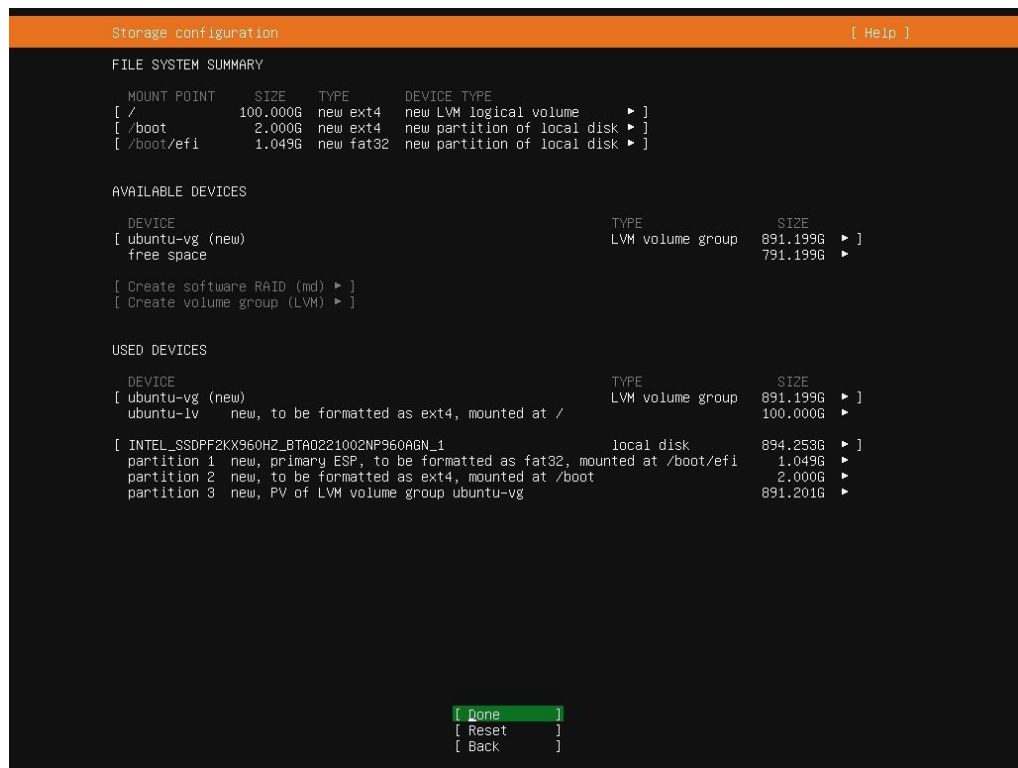 Storage configuration [ Help ]
FILE SYSTEM SUMMARY
MOUNT POINT SIZE TYPE DEVICE TYPE
[ / 100.000G new ext4 new LVM logical volume ▸ ]
[ /boot 2.000G new ext4 new partition of local disk ▸ ]
[ /boot/efi 1.049G new fat32 new partition of local disk ▸ ]
AVAILABLE DEVICES
DEVICE TYPE SIZE
[ ubuntu-vg (new) LVM volume group 891.199G ▸ ]
free space 791.199G ▸
[ Create software RAID (md) ▸ ]
[ Create volume group (LVM) ▸ ]
USED DEVICES
DEVICE TYPE SIZE
[ ubuntu-vg (new) LVM volume group 891.199G ▸ ]
ubuntu-lv new, to be formatted as ext4, mounted at / 100.000G ▸
[ INTEL_SSDPF2KX960HZ_BTAO221002NP960AGN_1 local disk 894.253G ▸ ]
partition 1 new, primary ESP, to be formatted as fat32, mounted at /boot/efi 1.049G ▸
partition 2 new, to be formatted as ext4, mounted at /boot 2.000G ▸
partition 3 new, PV of LVM volume group ubuntu-vg 891.201G ▸
[ Done ]
[ Reset ]
[ Back ]